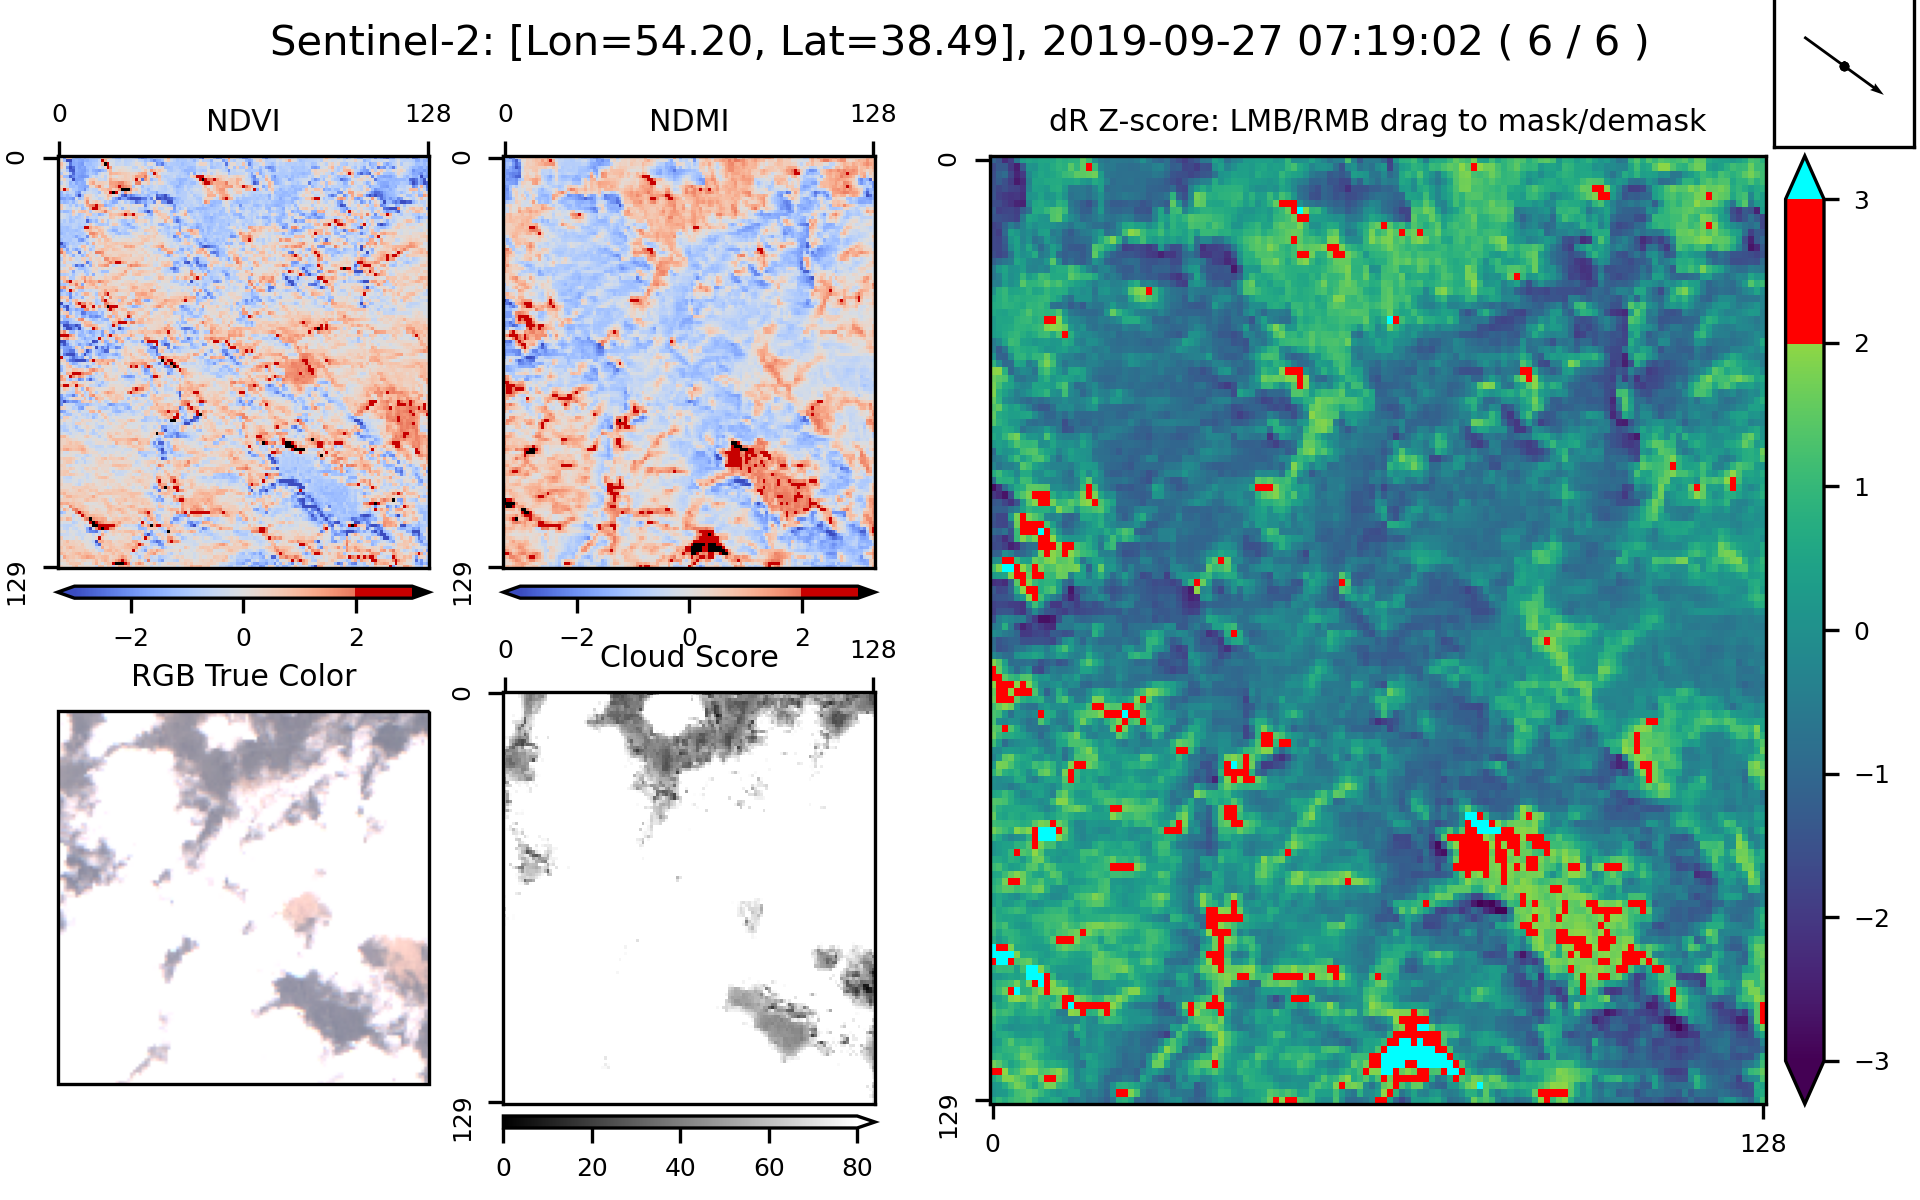 Sentinel-2: [Lon=54.20, Lat=38.49], 2019-09-27 07:19:02 ( 6 / 6 )
NDVI
0 128
0
129
−2 0 2
NDMI
0 128
0
129
−2 0 2
dR Z-score: LMB/RMB drag to mask/demask
0
129
0 128
3
2
1
0
−1
−2
−3
RGB True Color
Cloud Score
0 128
0
129
0 20 40 60 80